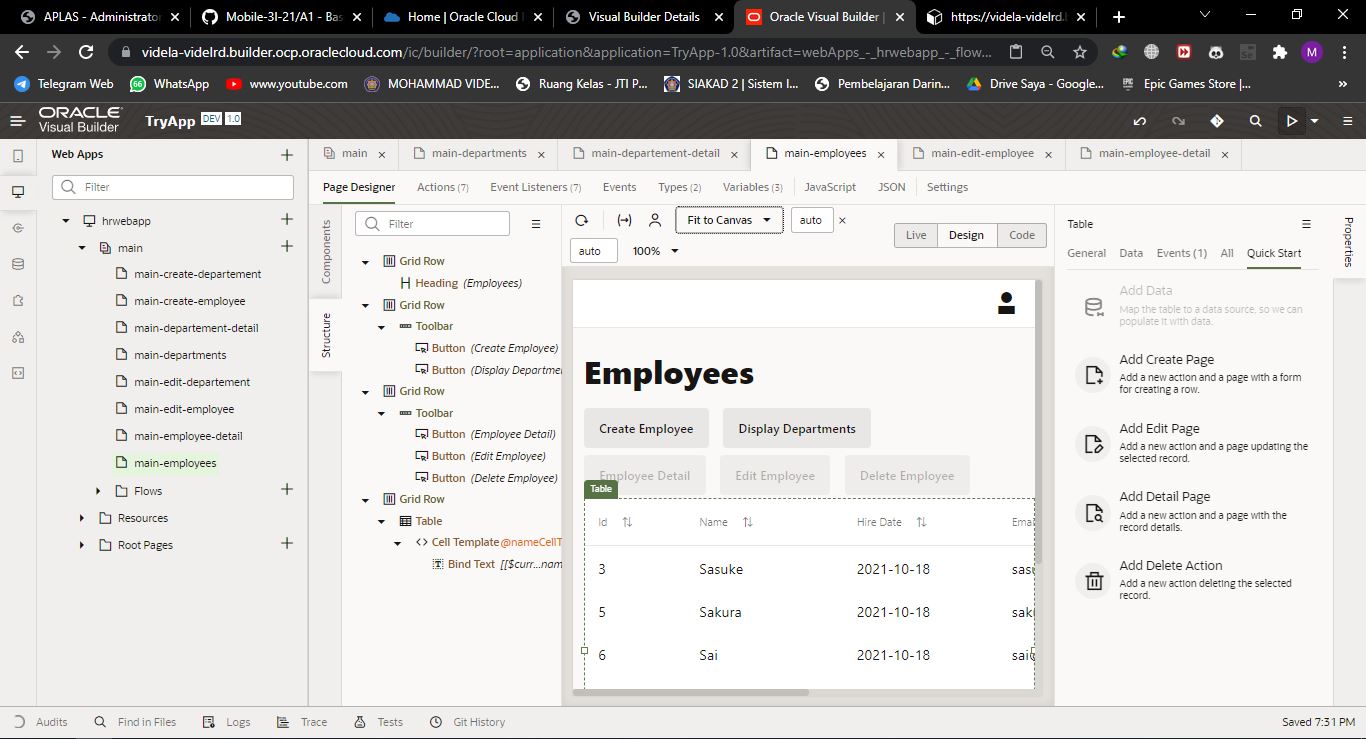 APLAS - Administrator
Mobile-3I-21/A1 - Bas
Home | Oracle Cloud
Visual Builder Details
Oracle Visual Builder |
https://videla-videlrd.b
videla-videlrd.builder.ocp.oraclecloud.com/ic/builder/?root=application&application=TryApp-1.0&artifact=webApps_-_hrwebapp_-_flow...
M
Telegram Web
66
WhatsApp
www.youtube.com
MOHAMMAD VIDE...
Ruang Kelas - JTI P...
SIAKAD 2 | Sistem I...
Pembelajaran Darin...
Drive Saya - Google...
Epic Games Store |...
»
ORACLE
Visual Builder
TryApp DEV 1.0
Web Apps
main
main-departments
main-departement-detail
main-employees
main-edit-employee
main-employee-detail
Page Designer
Actions (7)
Event Listeners (7)
Events
Types (2)
Variables (3)
JavaScript
JSON
Settings
Filter
hrwebapp
main
main-create-departement
main-create-employee
main-departement-detail
main-departments
main-edit-departement
main-edit-employee
main-employee-detail
main-employees
Flows
Resources
Root Pages
Components
Structure
Filter
Grid Row
Heading (Employees)
Grid Row
Toolbar
Button (Create Employee)
Button (Display Departme
Grid Row
Toolbar
Button (Employee Detail)
Button (Edit Employee)
Button (Delete Employee)
Grid Row
Table
Cell Template @nameCellT
Bind Text [[$curr...nam
Fit to Canvas
auto
×
auto
100%
Live
Design
Code
Employees
Create Employee
Display Departments
Employee Detail
Edit Employee
Delete Employee
Table
Id
Name
Hire Date
Emai
3 Sasuke 2021-10-18 sasu
5 Sakura 2021-10-18 saku
6 Sai 2021-10-18 sai
Table
General
Data
Events (1)
All
Quick Start
Properties
Add Data
Map the table to a data source, so we can
populate it with data.
Add Create Page
Add a new action and a page with a form
for creating a row.
Add Edit Page
Add a new action and a page updating the
selected record.
Add Detail Page
Add a new action and a page with the
record details.
Add Delete Action
Add a new action deleting the selected
record.
Audits
Find in Files
Logs
Trace
Tests
Git History
Saved 7:31 PM